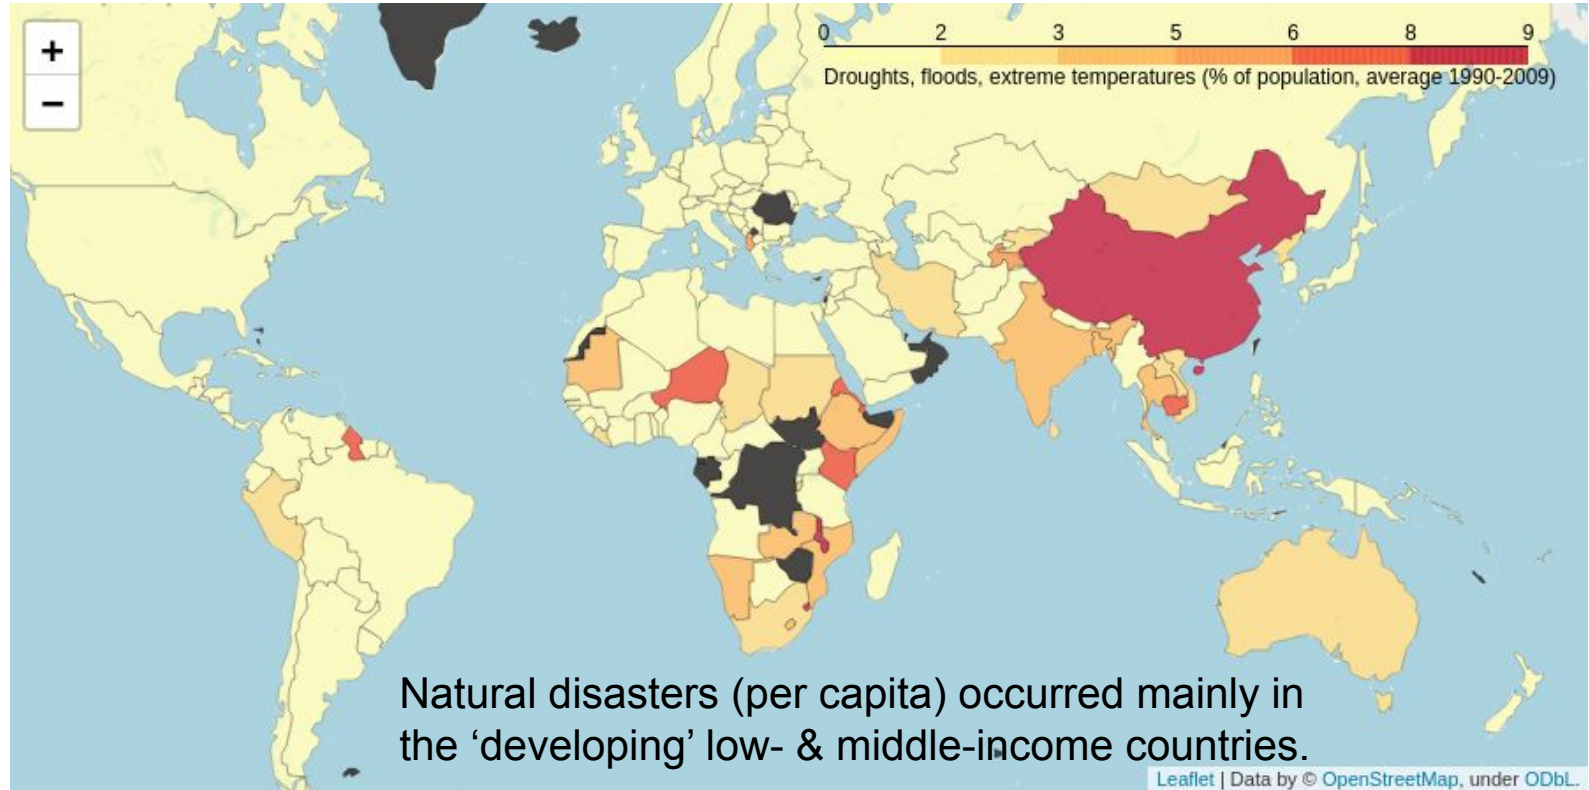 +
−
0 2 3 5 6 8 9
Droughts, floods, extreme temperatures (% of population, average 1990-2009)
Natural disasters (per capita) occurred mainly in
the ‘developing’ low- & middle-income countries.
Leaflet | Data by © OpenStreetMap, under ODbL.